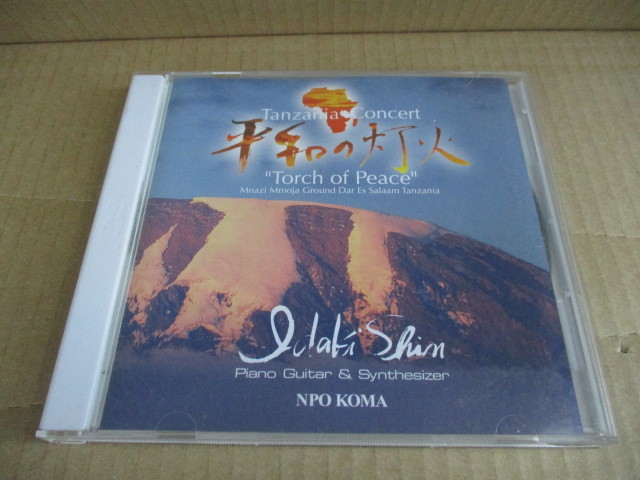 Tanzania Concert
平和の灯火
"Torch of Peace"
Mnazi Mmoja Ground Dar Es Salaam Tanzania
Idaki Shin
Piano Guitar & Synthesizer
NPO KOMA